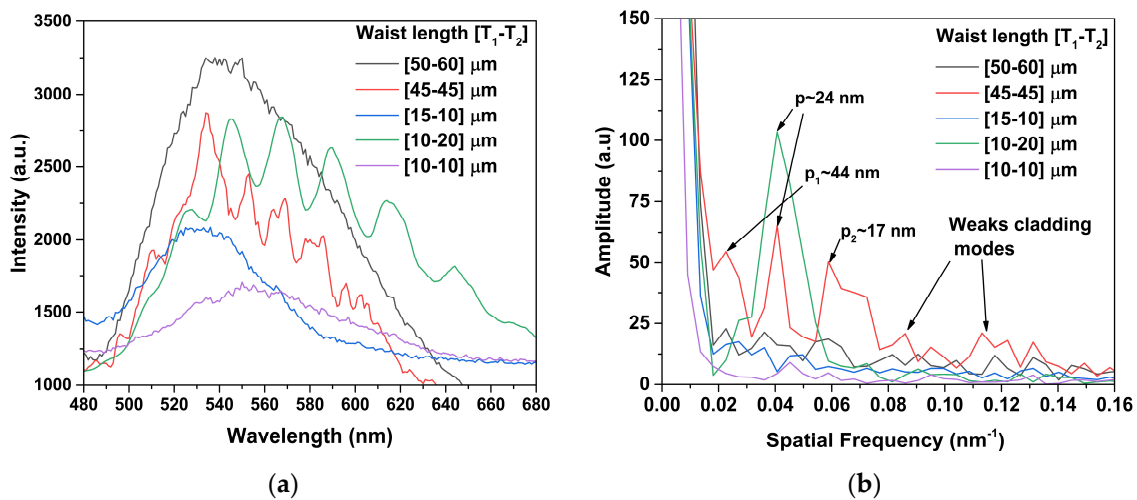 Waist length [T1-T2]
[50-60] μm
[45-45] μm
[15-10] μm
[10-20] μm
[10-10] μm
3500
3000
2500
2000
1500
1000
Intensity (a.u.)
480 500 520 540 560 580 600 620 640 660 680
Wavelength (nm)
(a)
Waist length [T1-T2]
[50-60] μm
[45-45] μm
[15-10] μm
[10-20] μm
[10-10] μm
p~24 nm
p1~44 nm
p2~17 nm
Weaks cladding
modes
150
125
100
75
50
25
0
Amplitude (a.u)
0.00 0.02 0.04 0.06 0.08 0.10 0.12 0.14 0.16
Spatial Frequency (nm-1)
(b)